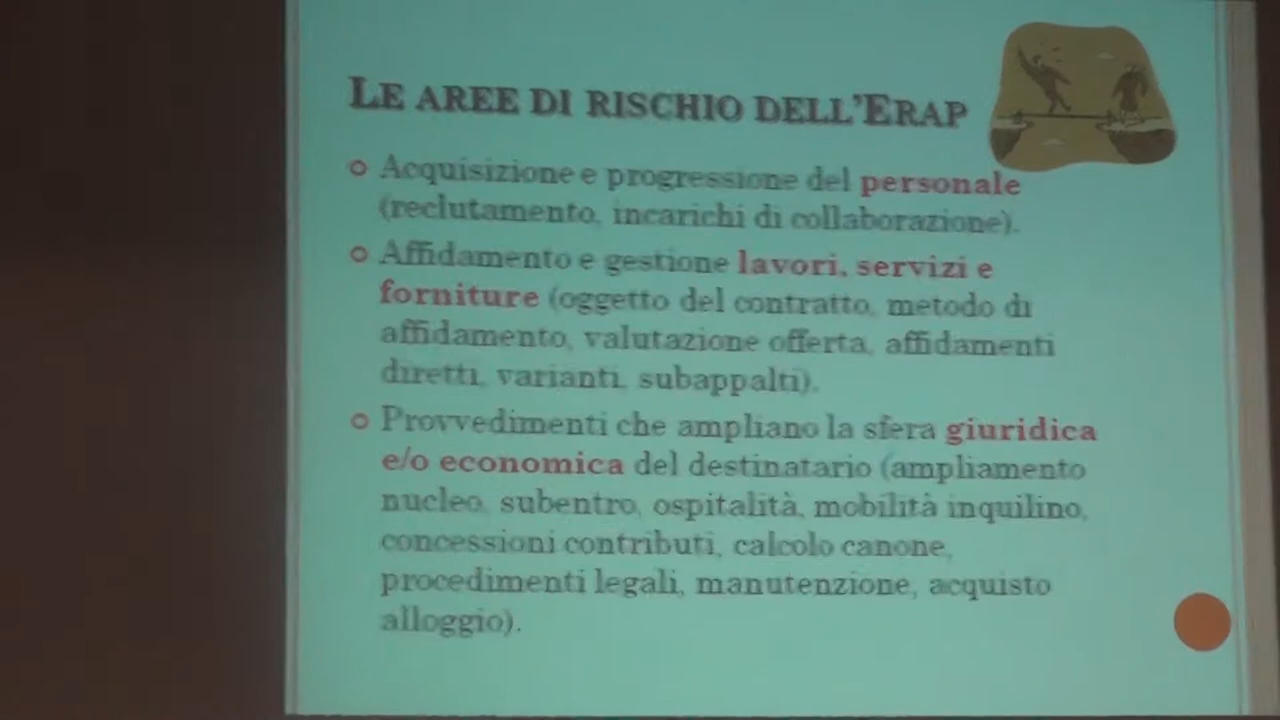 LE AREE DI RISCHIO DELL'ERAP
Acquisizione e progressione del personale
(reclutamento, incarichi di collaborazione).
Affidamento e gestione lavori, servizi e
forniture (oggetto del contratto, metodo di
affidamento, valutazione offerta, affidamenti
diretti, varianti, subappalti).
Provvedimenti che ampliano la sfera giuridica
e/o economica del destinatario (ampliamento
nucleo, subentro, ospitalità, mobilità inquilino,
concessioni contributi, calcolo canone,
procedimenti legali, manutenzione, acquisto
alloggio).